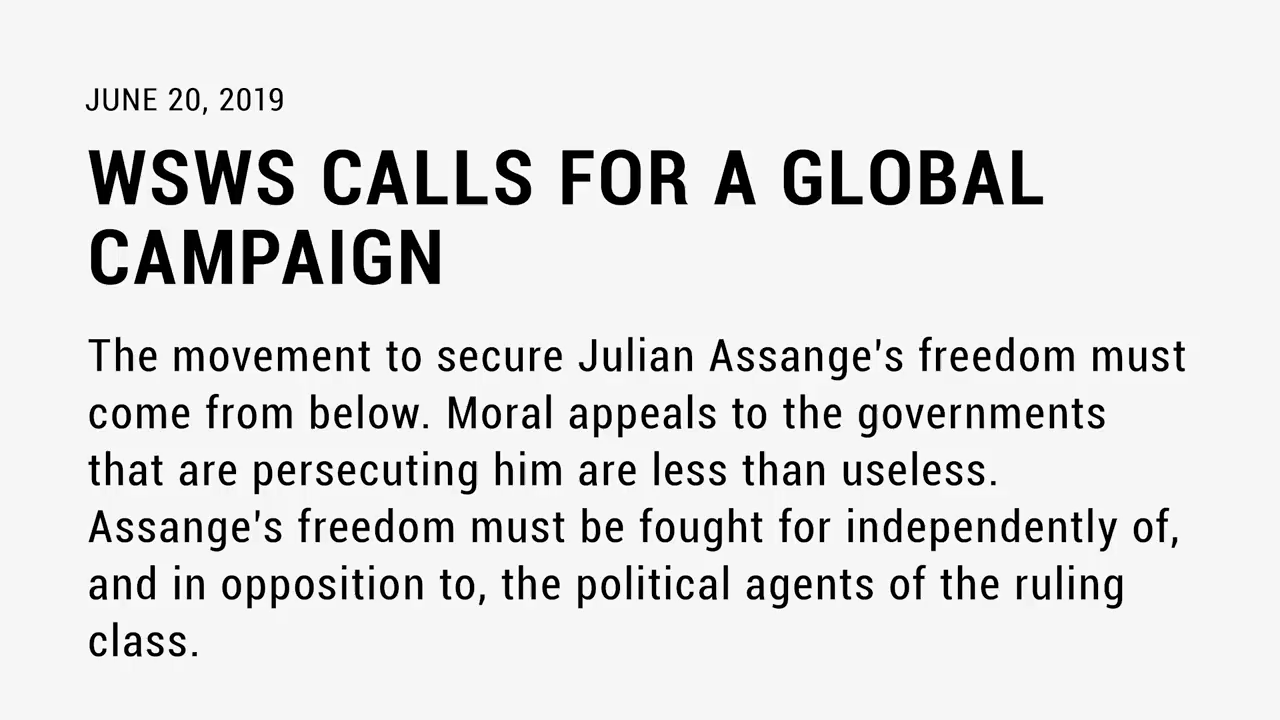 JUNE 20, 2019
WSWS CALLS FOR A GLOBAL
CAMPAIGN
The movement to secure Julian Assange's freedom must
come from below. Moral appeals to the governments
that are persecuting him are less than useless.
Assange's freedom must be fought for independently of,
and in opposition to, the political agents of the ruling
class.